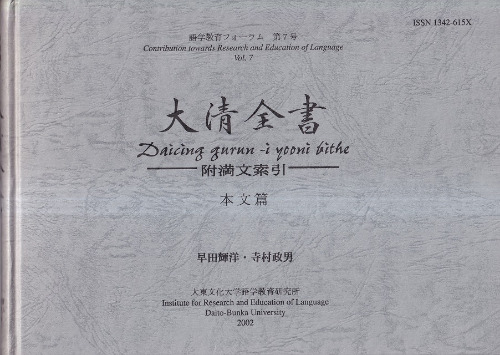 ISSN 1342-615X
語学教育フォーラム 第7号
Contribution towards Research and Education of Language
Vol. 7
大清全書
Daicing gurun -i yooni bithe
附満文索引
本文篇
早田輝洋・寺村政男
大東文化大学語学教育研究所
Institute for Research and Education of Language
Daito-Bunka University
2002